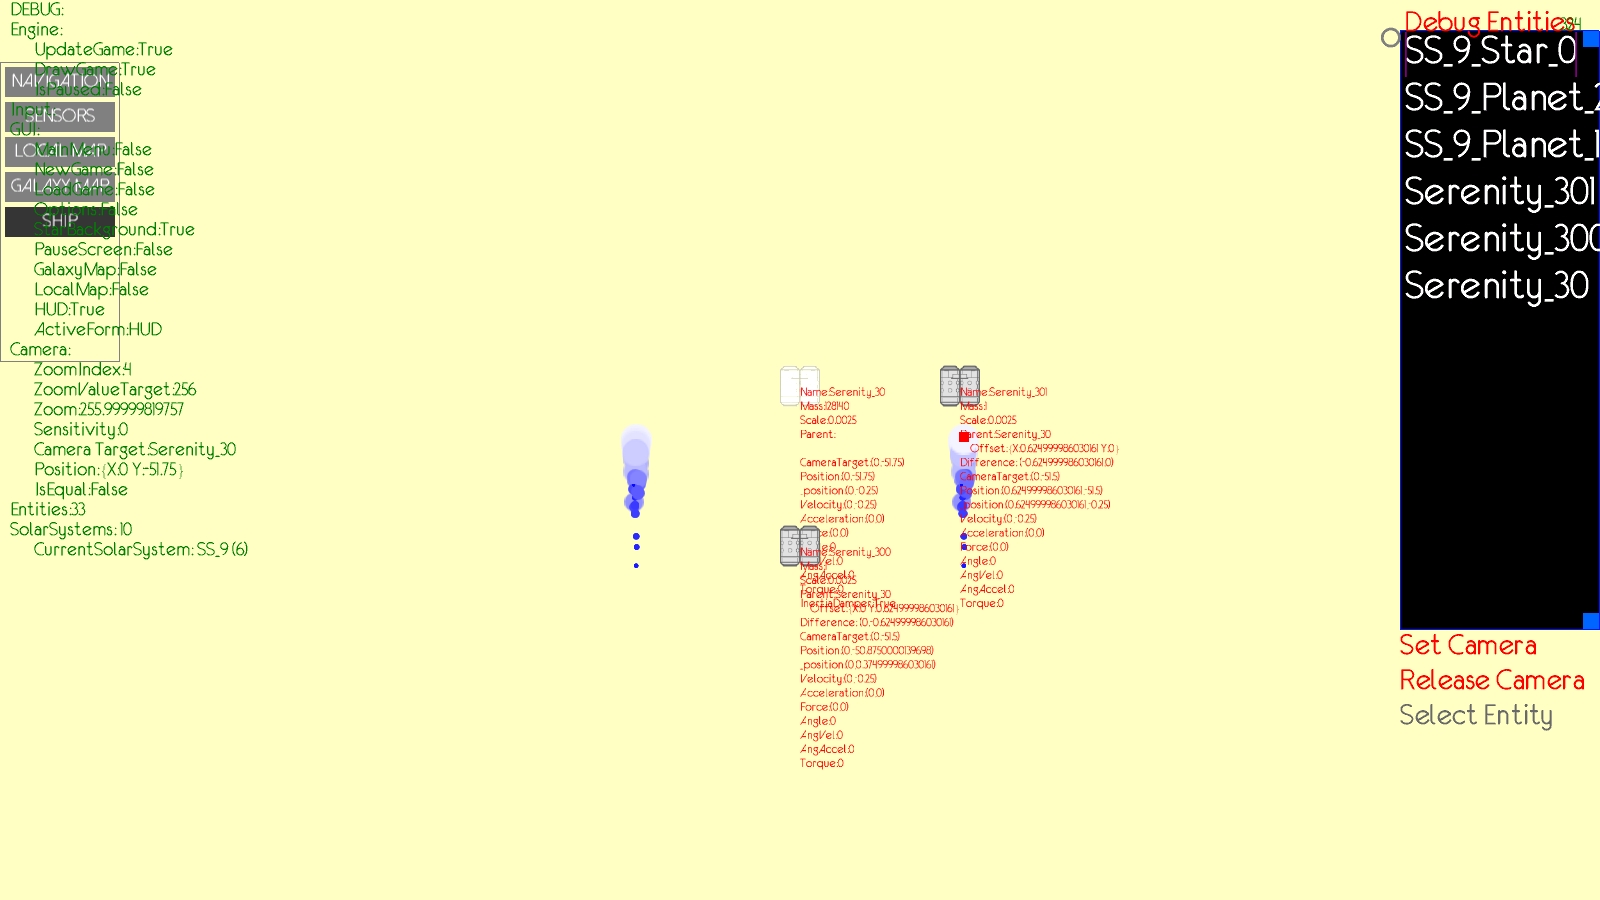 DEBUG:
Engine:
UpdateGame:True
DrawGame:True
IsPaused:False
Input
GUI:
MainMenu:False
NewGame:False
LoadGame:False
Options:False
StarBackground:True
PauseScreen:False
GalaxyMap:False
LocalMap:False
HUD:True
ActiveForm:HUD
Camera:
ZoomIndex:4
ZoomValueTarget:256
Zoom:255.99999819757
Sensitivity:0
Camera Target:Serenity_30
Position:{X:0 Y:-51.75}
IsEqual:False
Entities:33
SolarSystems: 10
CurrentSolarSystem: SS_9 (6)
NAVIGATION
SENSORS
LOCAL MAP
GALAXY MAP
SHIP
Name:Serenity_30
Mass:128140
Scale:0.0025
Parent:
CameraTarget:(0,-51.75)
Position:(0,-51.75)
_position:(0,-0.25)
Velocity:(0,-0.25)
Acceleration:(0,0)
AngAccel:0
Torque:0
InertiaDamper:True
Name:Serenity_301
Mass:1
Scale:0.0025
Parent:Serenity_30
Offset:{X:0.624999986030161 Y:0}
Difference: (-0.624999986030161,0)
CameraTarget:(0,-51.5)
Position:(0.624999986030161,-51.5)
_position:(0.624999986030161,-0.25)
Velocity:(0,-0.25)
Acceleration:(0,0)
Force:(0,0)
Angle:0
AngVel:0
AngAccel:0
Torque:0
Name:Serenity_300
Mass:1
Scale:0.0025
Parent:Serenity_30
Offset:{X:0 Y:0.624999986030161}
Difference: (0,-0.624999986030161)
CameraTarget:(0,-51.5)
Position:(0,-50.8750000139698)
_position:(0,0.374999986030161)
Velocity:(0,-0.25)
Acceleration:(0,0)
Force:(0,0)
Angle:0
AngVel:0
AngAccel:0
Torque:0
Debug Entities
SS_9_Star_0
SS_9_Planet_2
SS_9_Planet_1
Serenity_301
Serenity_300
Serenity_30
Set Camera
Release Camera
Select Entity